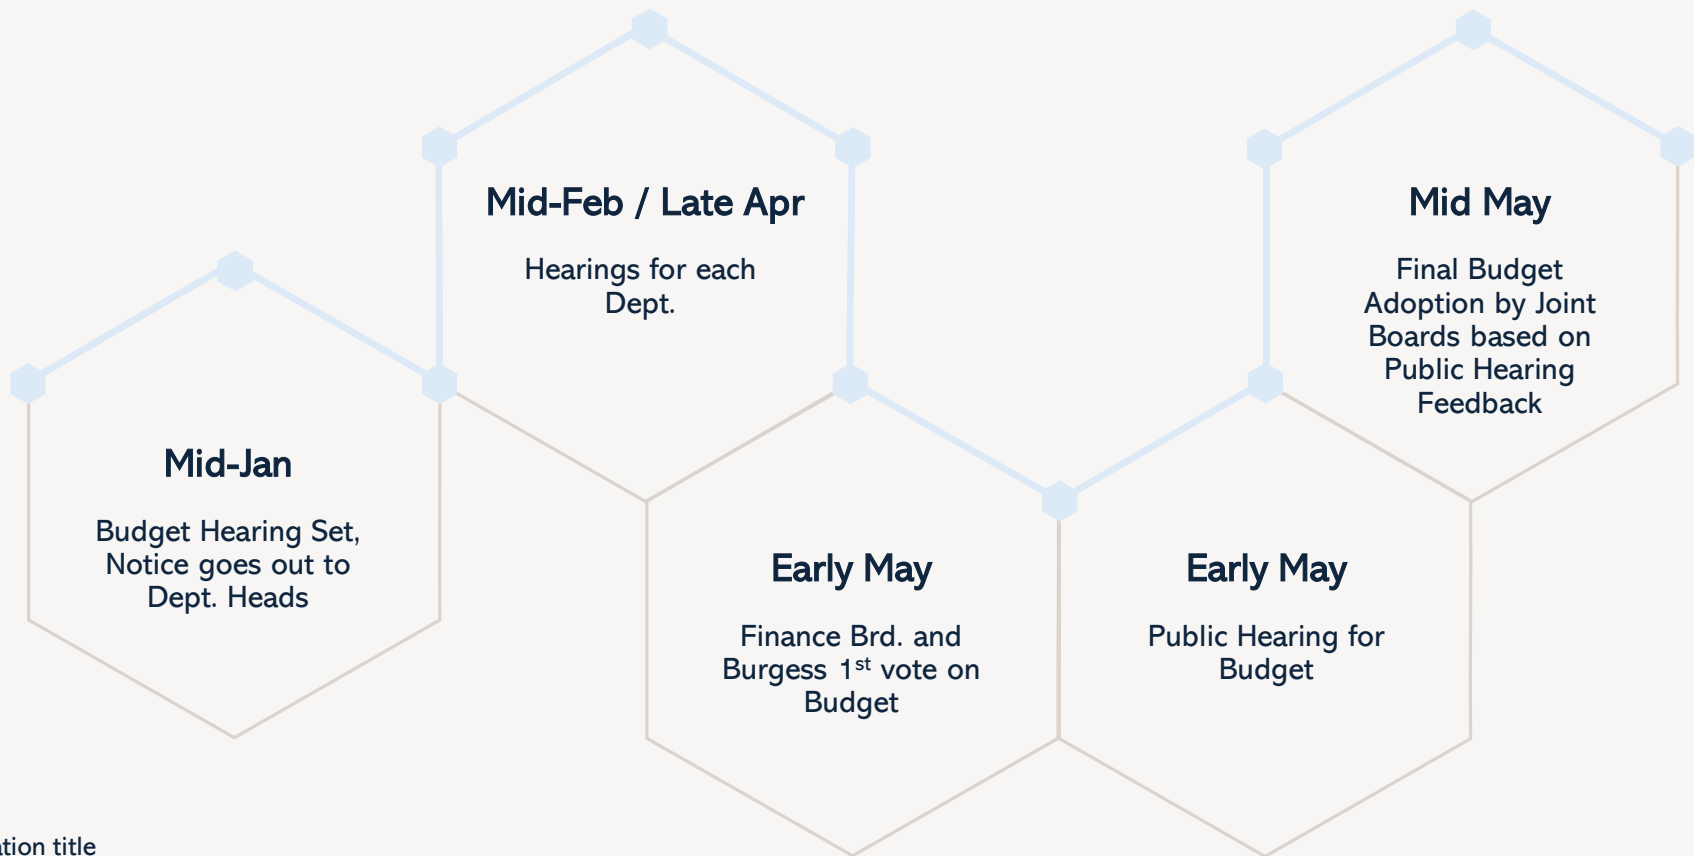 Mid-Jan
Budget Hearing Set,
Notice goes out to
Dept. Heads
Mid-Feb / Late Apr
Hearings for each
Dept.
Early May
Finance Brd. and
Burgess 1st vote on
Budget
Early May
Public Hearing for
Budget
Mid May
Final Budget
Adoption by Joint
Boards based on
Public Hearing
Feedback
title